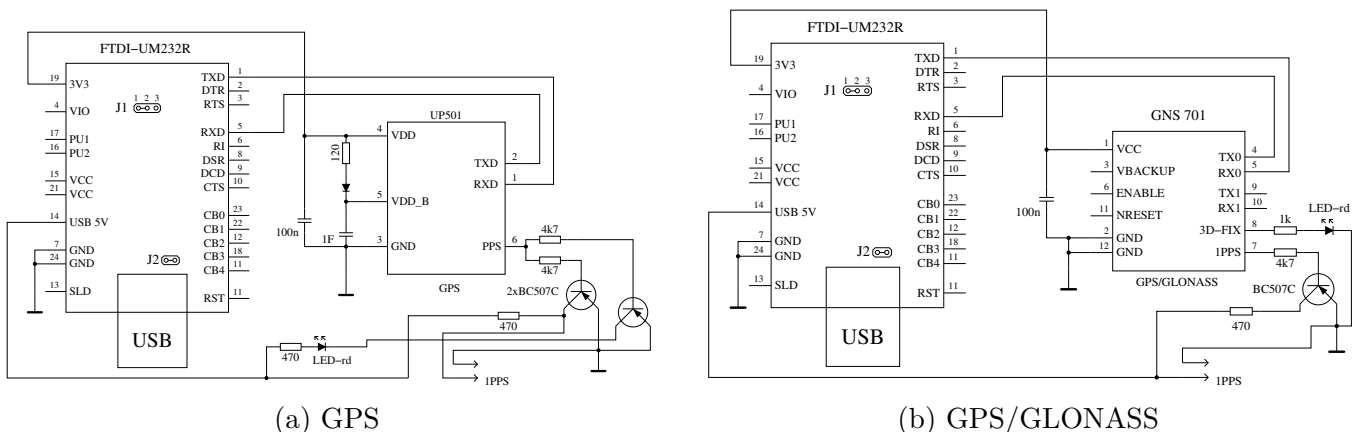 FTDI−UM232R
19 3V3
4 VIO
17 PU1
16 PU2
15 VCC
21 VCC
14 USB 5V
7 GND
24 GND
13 SLD
J1 1 2 3
J2
TXD 1
DTR 2
RTS 3
RXD 5
RI 6
DSR 8
DCD 9
CTS 10
CB0 23
CB1 22
CB2 12
CB3 18
CB4 11
RST 11
USB
UP501
4 VDD
5 VDD_B
3 GND
TXD 2
RXD 1
PPS 6
GPS
120
100n
1F
4k7
4k7
2xBC507C
470
470
LED−rd
1PPS
(a) GPS
FTDI−UM232R
19 3V3
4 VIO
17 PU1
16 PU2
15 VCC
21 VCC
14 USB 5V
7 GND
24 GND
13 SLD
J1 1 2 3
J2
TXD 1
DTR 2
RTS 3
RXD 5
RI 6
DSR 8
DCD 9
CTS 10
CB0 23
CB1 22
CB2 12
CB3 18
CB4 11
RST 11
USB
GNS 701
1 VCC
3 VBACKUP
6 ENABLE
11 NRESET
2 GND
12 GND
TX0 4
RX0 5
TX1 9
RX1 10
3D−FIX 8
1PPS 7
GPS/GLONASS
100n
1k
LED−rd
4k7
BC507C
470
1PPS
(b) GPS/GLONASS